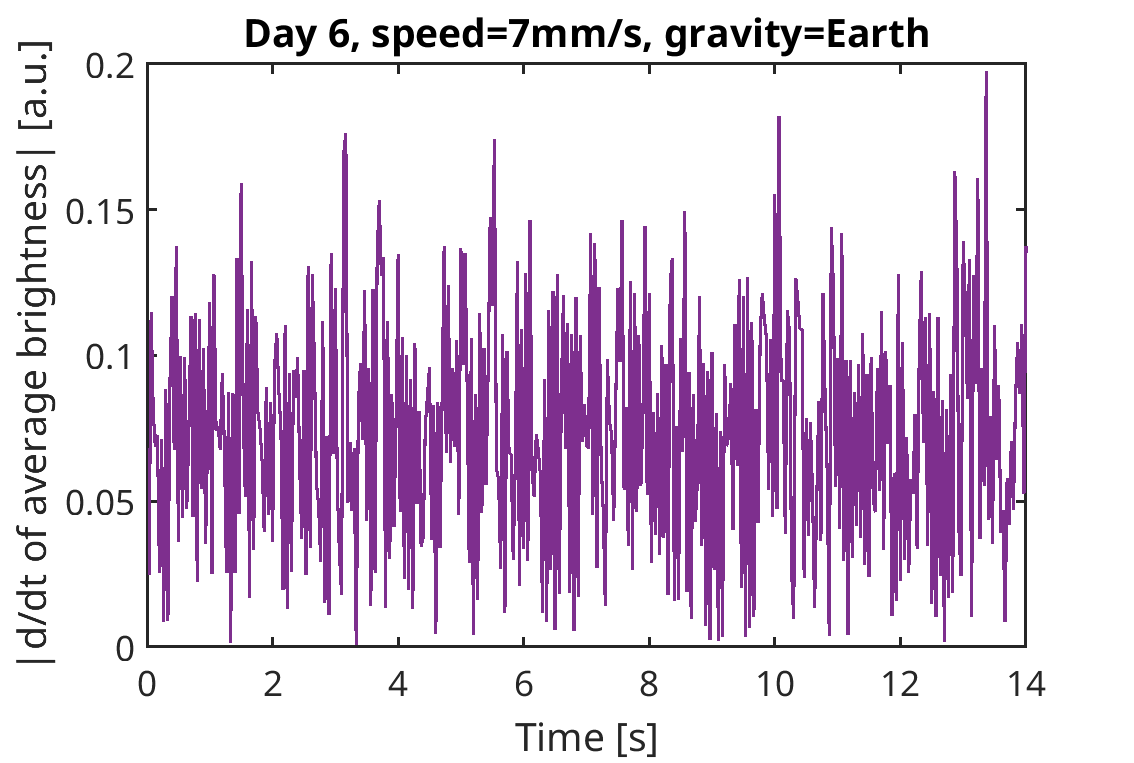 Day 6, speed=7mm/s, gravity=Earth
|d/dt of average brightness| [a.u.]
0.2
0.15
0.1
0.05
0
0 2 4 6 8 10 12 14
Time [s]